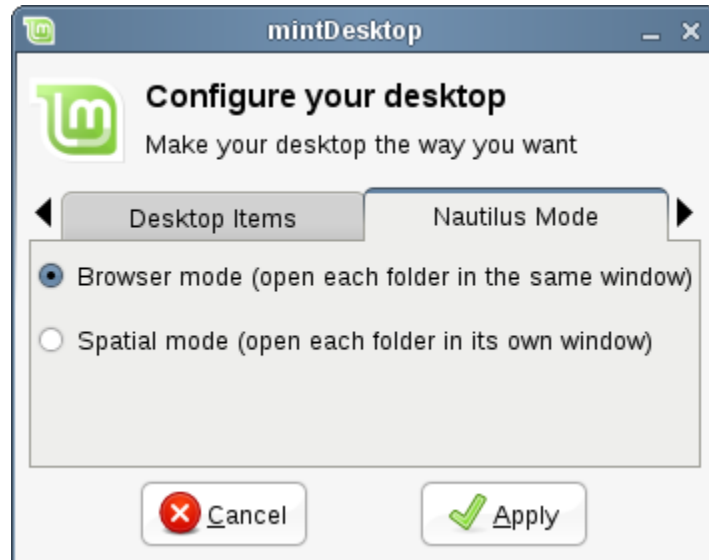 mintDesktop
Configure your desktop
Make your desktop the way you want
Desktop Items
Nautilus Mode
Browser mode (open each folder in the same window)
Spatial mode (open each folder in its own window)
Cancel
Apply